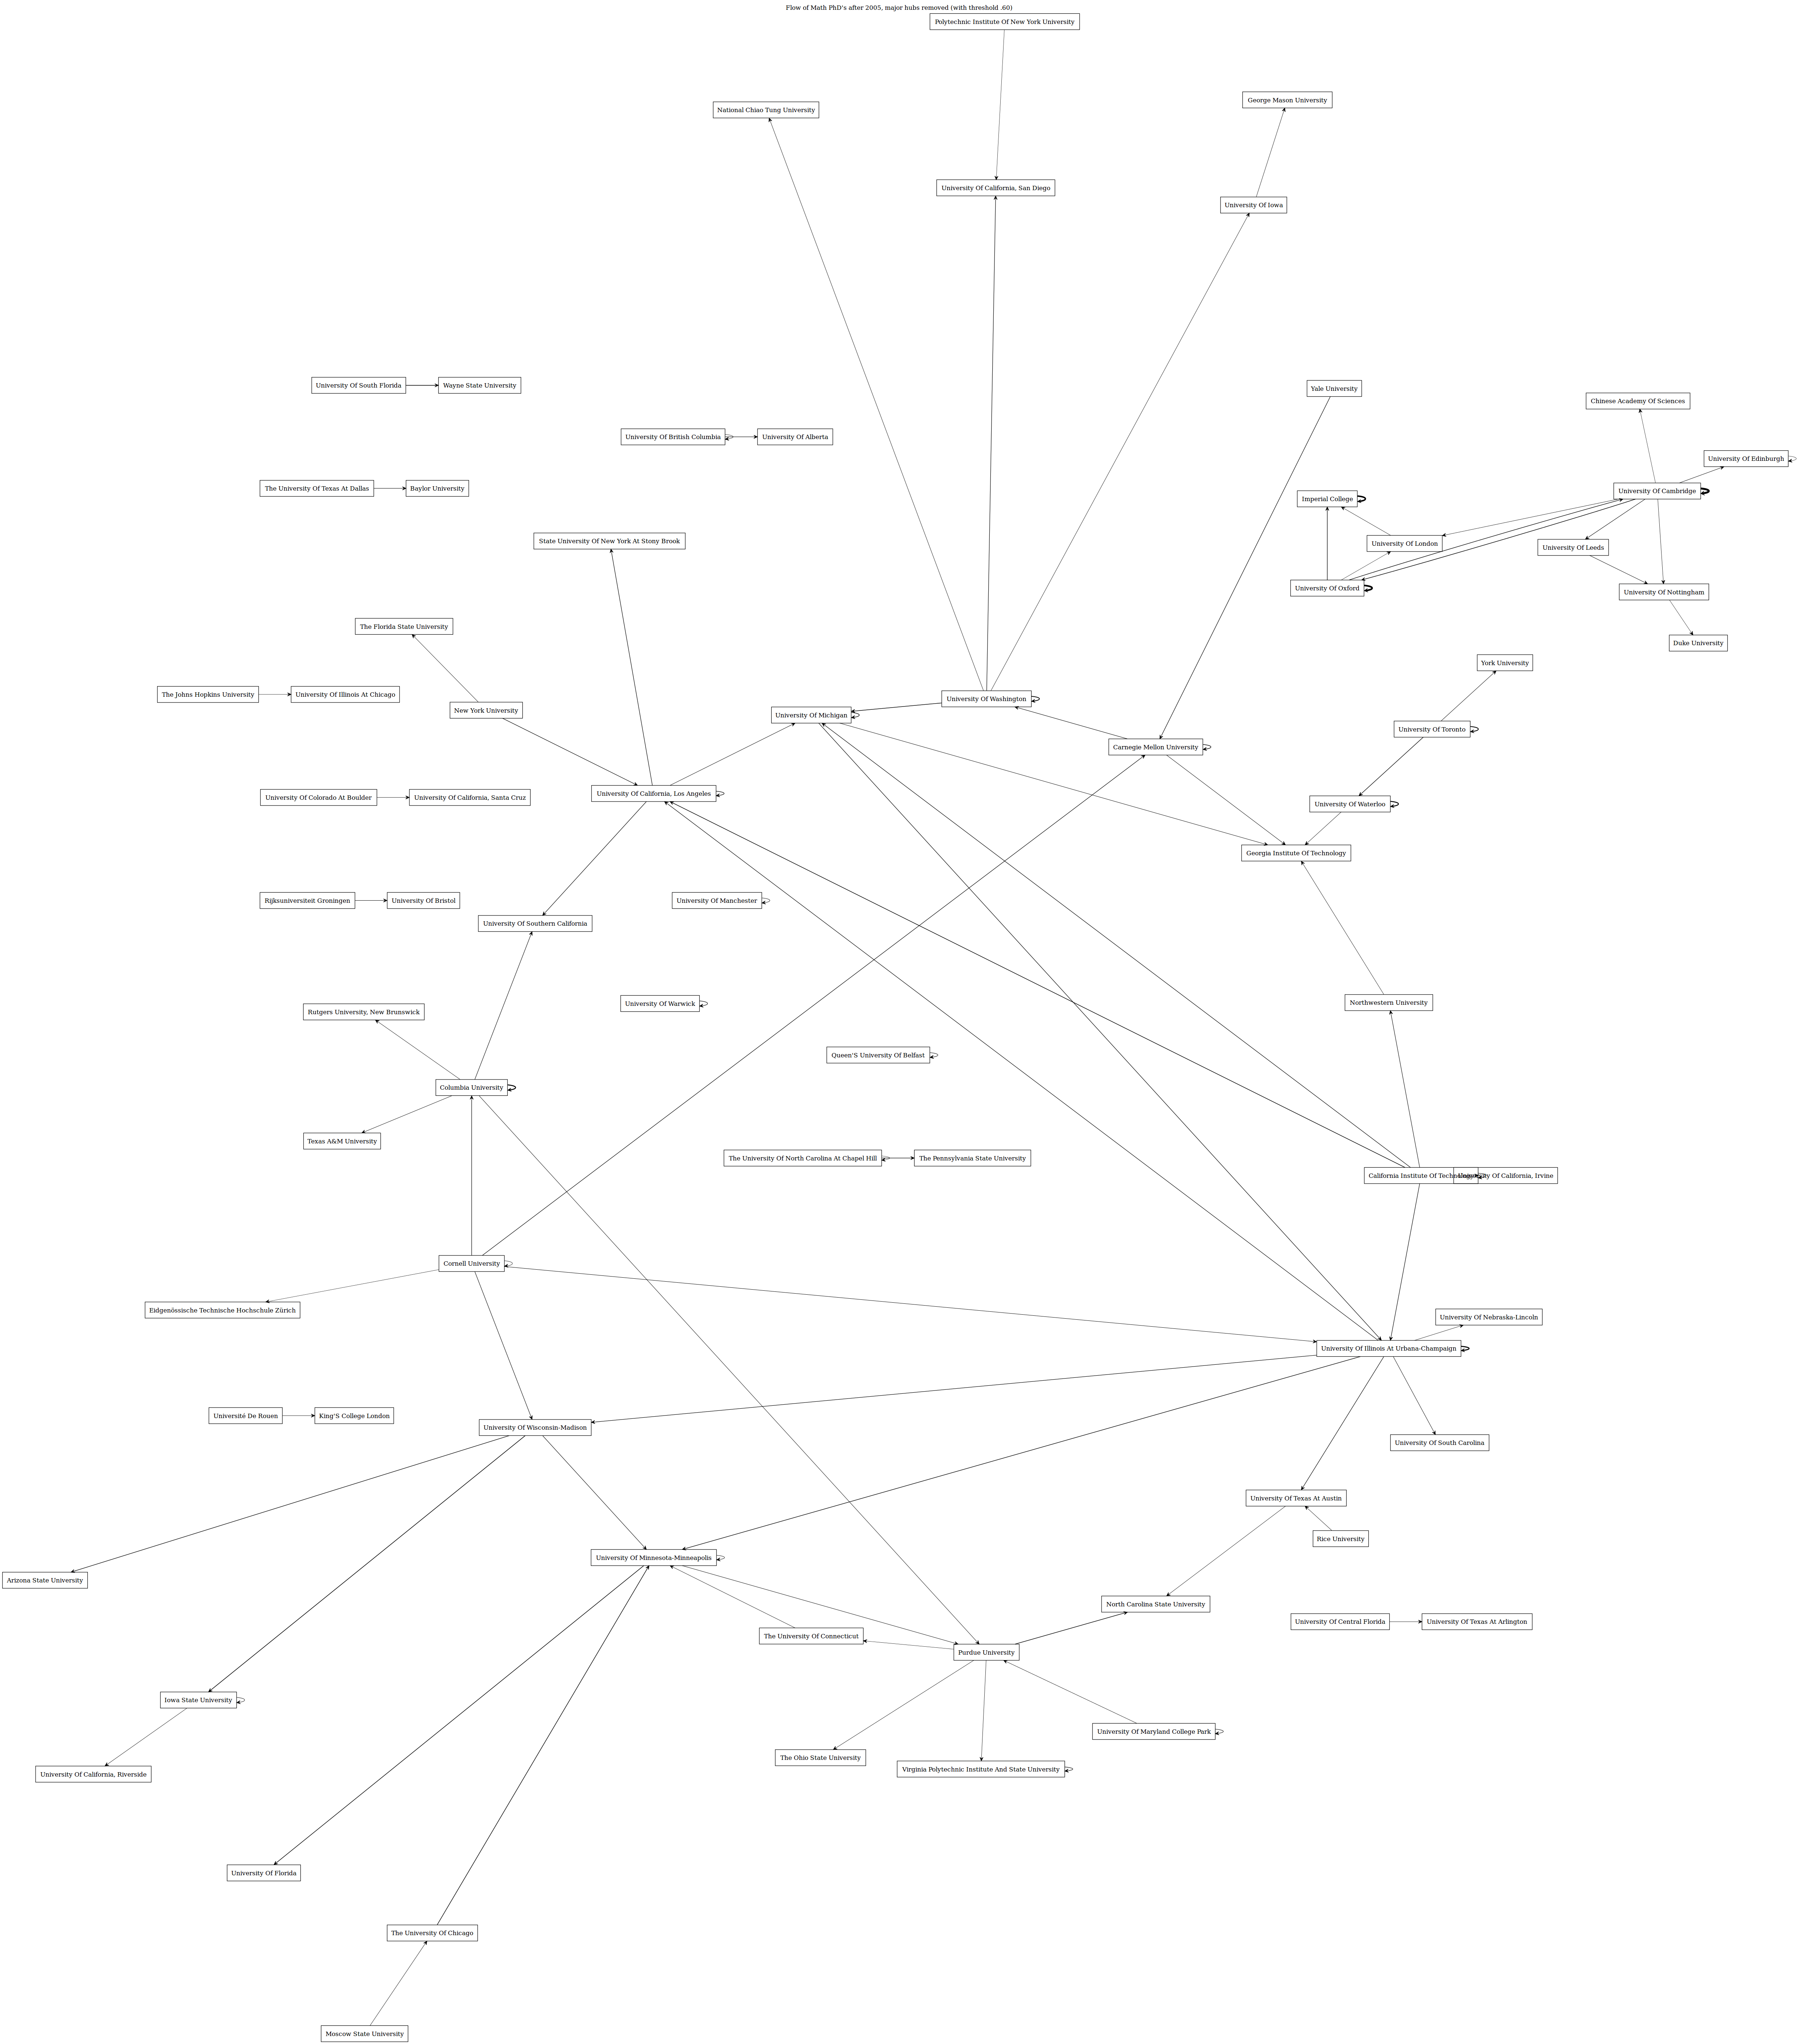 Flow of Math PhD's after 2005, major hubs removed (with threshold .60)
Polytechnic Institute Of New York University
George Mason University
National Chiao Tung University
University Of California, San Diego
University Of Iowa
University Of South Florida
Wayne State University
Yale University
Chinese Academy Of Sciences
University Of British Columbia
University Of Alberta
University Of Edinburgh
The University Of Texas At Dallas
Baylor University
University Of Cambridge
Imperial College
State University Of New York At Stony Brook
University Of London
University Of Leeds
University Of Oxford
University Of Nottingham
The Florida State University
Duke University
York University
The Johns Hopkins University
University Of Illinois At Chicago
University Of Washington
New York University
University Of Michigan
University Of Toronto
Carnegie Mellon University
University Of California, Los Angeles
University Of Colorado At Boulder
University Of California, Santa Cruz
University Of Waterloo
Georgia Institute Of Technology
Rijksuniversiteit Groningen
University Of Bristol
University Of Manchester
University Of Southern California
Northwestern University
University Of Warwick
Rutgers University, New Brunswick
Queen'S University Of Belfast
Columbia University
Texas A&M University
The University Of North Carolina At Chapel Hill
The Pennsylvania State University
California Institute Of Technology
University Of California, Irvine
Cornell University
Eidgenössische Technische Hochschule Zürich
University Of Nebraska-Lincoln
University Of Illinois At Urbana-Champaign
Université De Rouen
King'S College London
University Of Wisconsin-Madison
University Of South Carolina
University Of Texas At Austin
Rice University
University Of Minnesota-Minneapolis
Arizona State University
North Carolina State University
University Of Central Florida
University Of Texas At Arlington
The University Of Connecticut
Purdue University
Iowa State University
University Of Maryland College Park
The Ohio State University
Virginia Polytechnic Institute And State University
University Of California, Riverside
University Of Florida
The University Of Chicago
Moscow State University